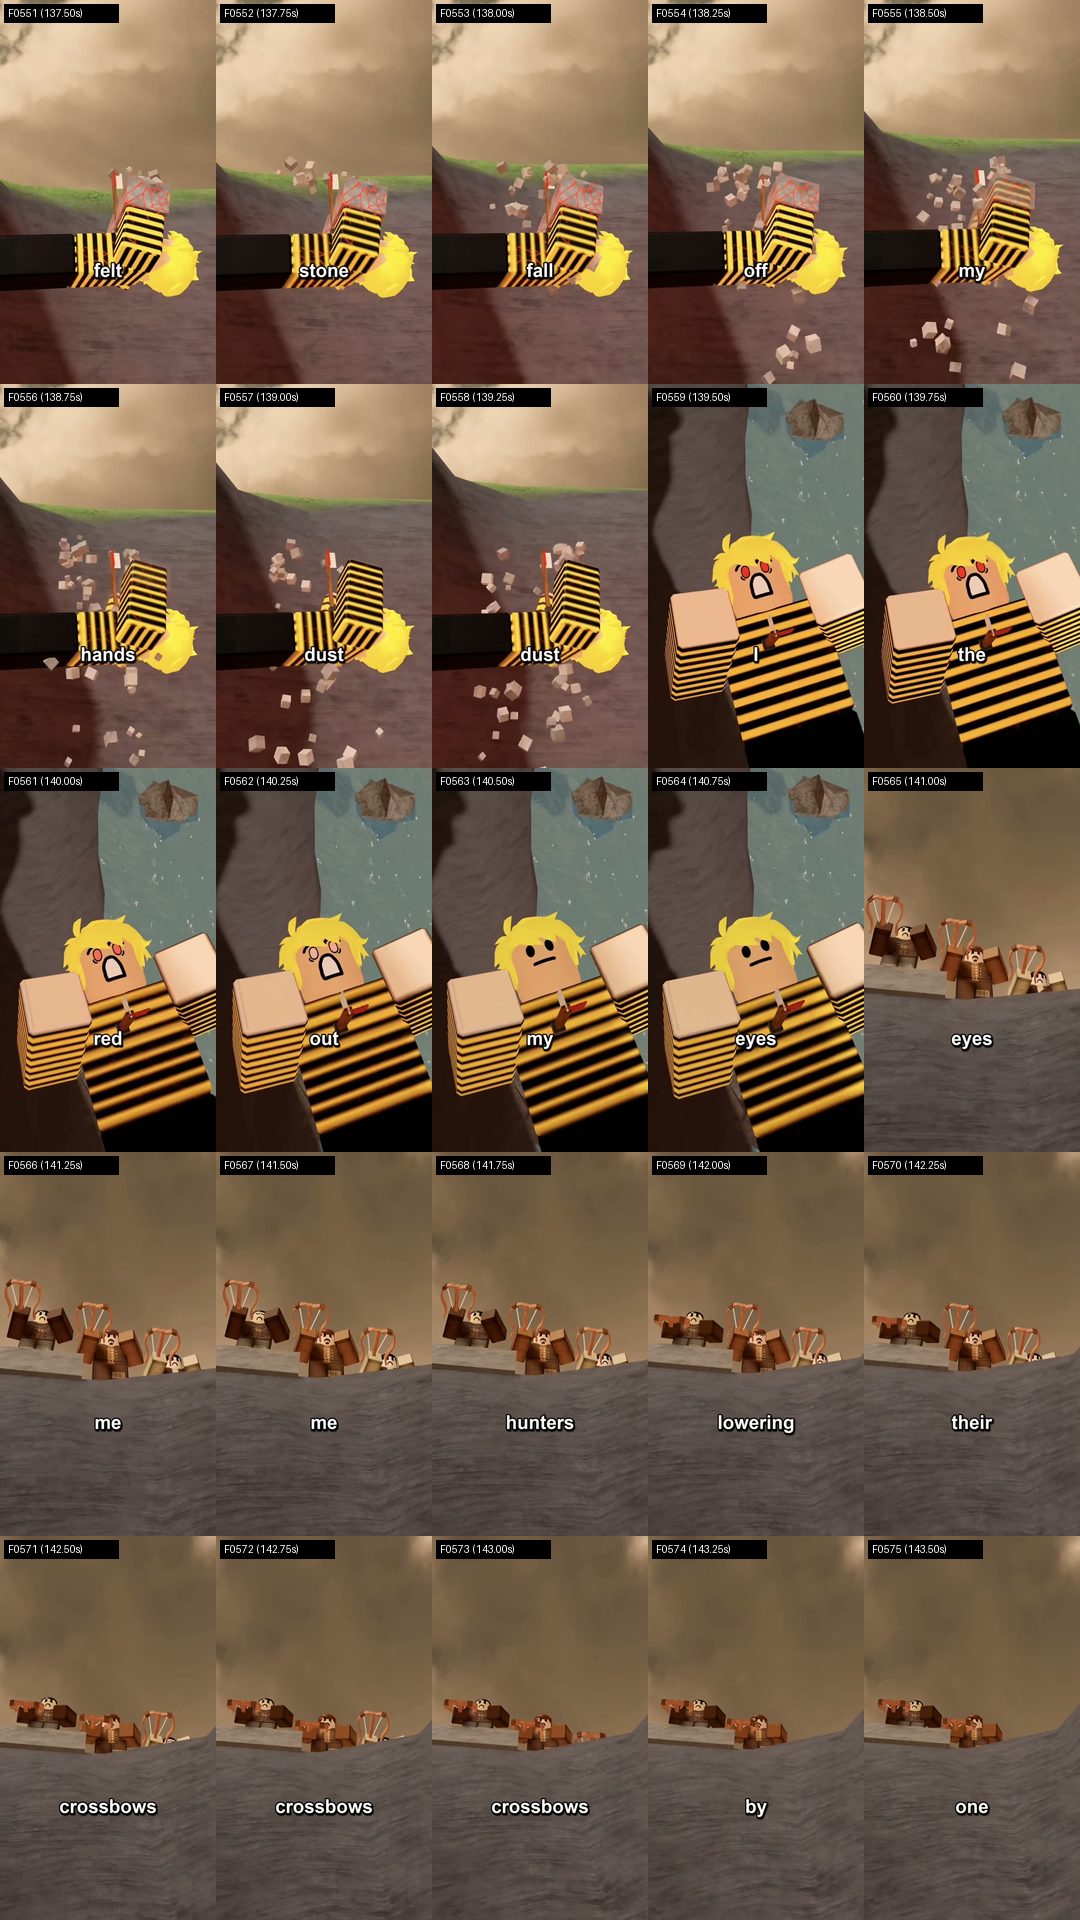 F0551 (137.50s)
felt
F0552 (137.75s)
stone
F0553 (138.00s)
fall
F0554 (138.25s)
off
F0555 (138.50s)
my
F0556 (138.75s)
hands
F0557 (139.00s)
dust
F0558 (139.25s)
dust
F0559 (139.50s)
I
F0560 (139.75s)
the
F0561 (140.00s)
red
F0562 (140.25s)
out
F0563 (140.50s)
my
F0564 (140.75s)
eyes
F0565 (141.00s)
eyes
F0566 (141.25s)
me
F0567 (141.50s)
me
F0568 (141.75s)
hunters
F0569 (142.00s)
lowering
F0570 (142.25s)
their
F0571 (142.50s)
crossbows
F0572 (142.75s)
crossbows
F0573 (143.00s)
crossbows
F0574 (143.25s)
by
F0575 (143.50s)
one